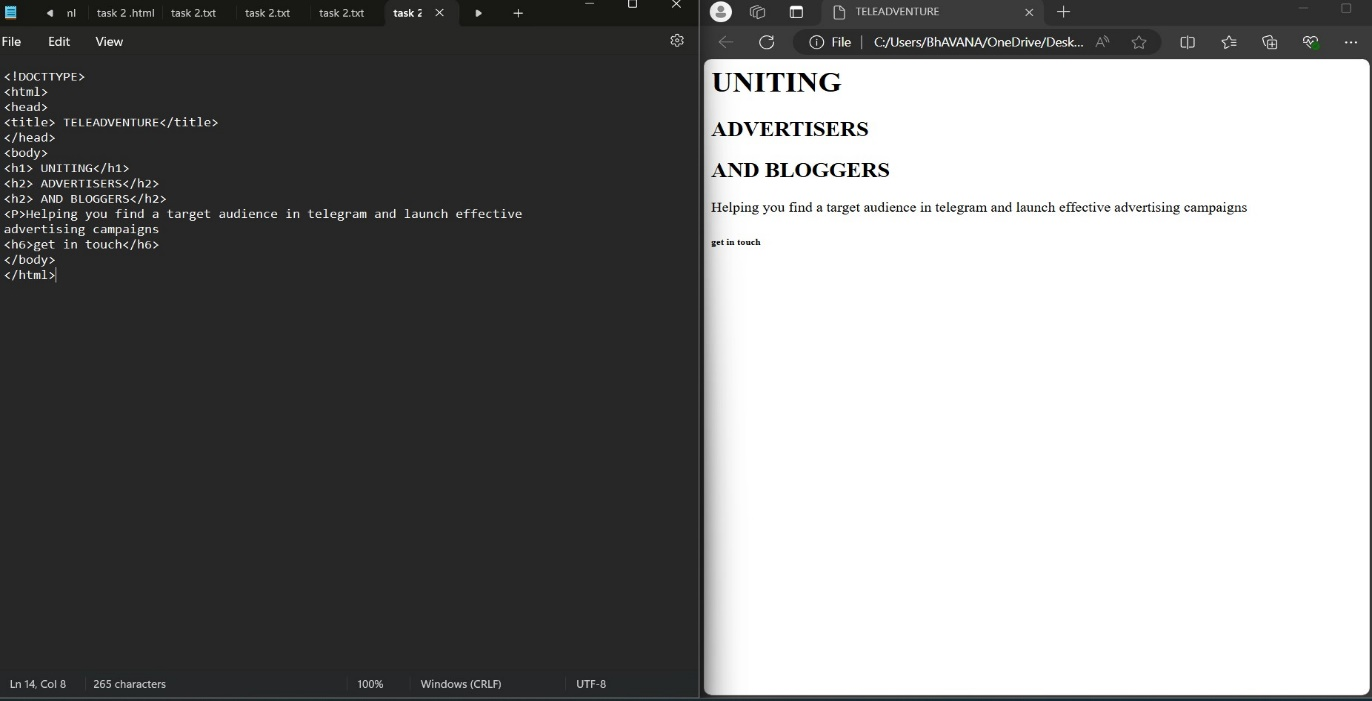 nl
task 2 .html
task 2.txt
task 2.txt
task 2.txt
task 2
File
Edit
View
<!DOCTTYPE>
<html>
<head>
<title> TELEADVENTURE</title>
</head>
<body>
<h1> UNITING</h1>
<h2> ADVERTISERS</h2>
<h2> AND BLOGGERS</h2>
<P>Helping you find a target audience in telegram and launch effective
advertising campaigns
<h6>get in touch</h6>
</body>
</html>
Ln 14, Col 8
265 characters
100%
Windows (CRLF)
UTF-8
TELEADVENTURE
File
C:/Users/BhAVANA/OneDrive/Desk...
UNITING
ADVERTISERS
AND BLOGGERS
Helping you find a target audience in telegram and launch effective advertising campaigns
get in touch